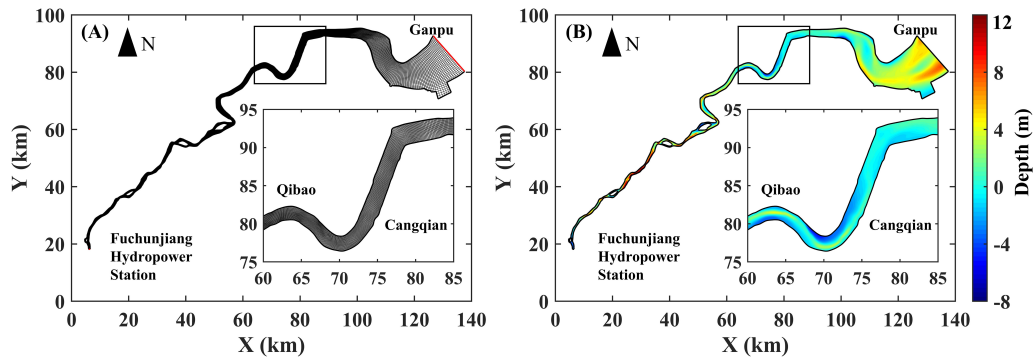 (A)
N
Ganpu
Y (km)
100
80
60
40
20
0
95
90
85
80
75
Qibao
Cangqian
60 65 70 75 80 85
Fuchunjiang
Hydropower
Station
0 20 40 60 80 100 120 140
X (km)
(B)
N
Ganpu
Y (km)
100
80
60
40
20
0
95
90
85
80
75
Qibao
Cangqian
60 65 70 75 80 85
Fuchunjiang
Hydropower
Station
0 20 40 60 80 100 120 140
X (km)
12
8
4
0
-4
-8
Depth (m)